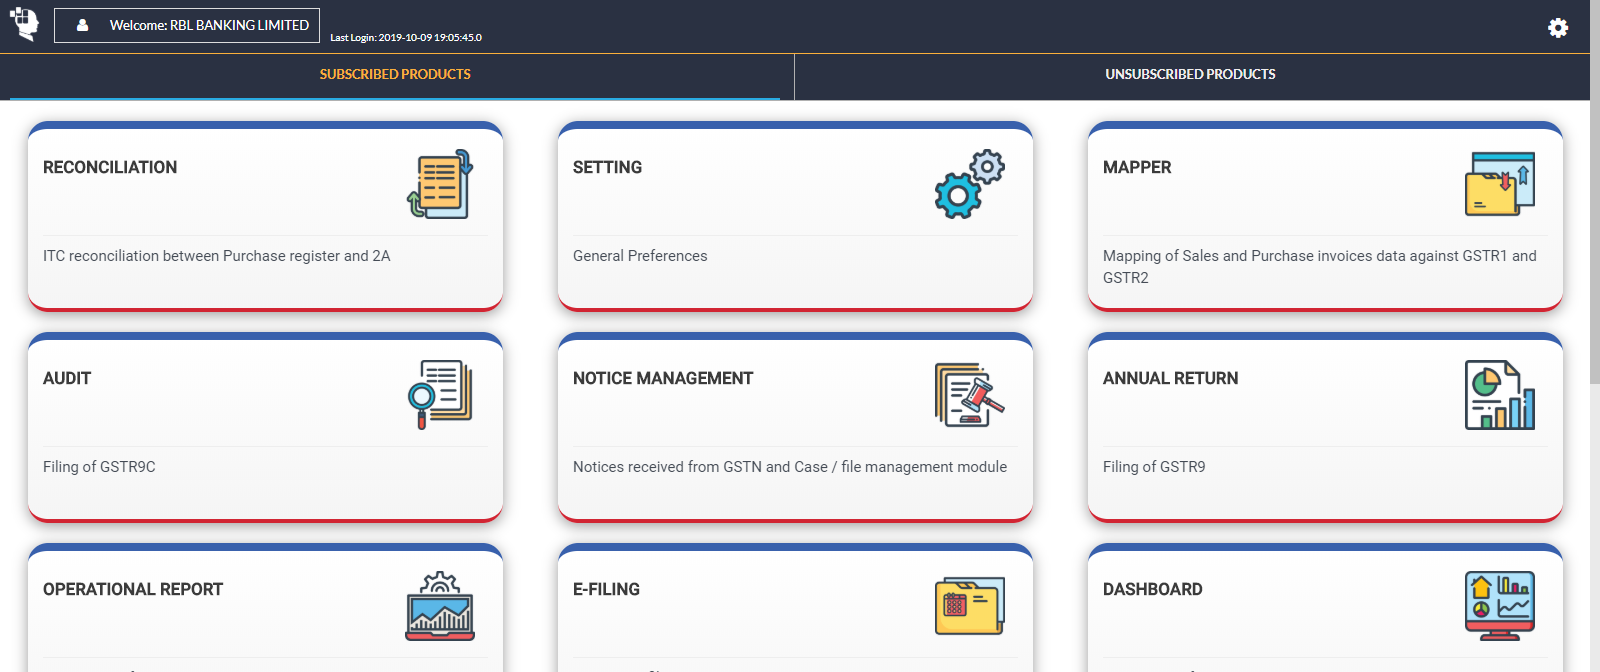 Welcome: RBL BANKING LIMITED
Last Login: 2019-10-09 19:05:45.0
SUBSCRIBED PRODUCTS
UNSUBSCRIBED PRODUCTS
RECONCILIATION
ITC reconciliation between Purchase register and 2A
SETTING
General Preferences
MAPPER
Mapping of Sales and Purchase invoices data against GSTR1 and
GSTR2
AUDIT
Filing of GSTR9C
NOTICE MANAGEMENT
Notices received from GSTN and Case / file management module
ANNUAL RETURN
Filing of GSTR9
OPERATIONAL REPORT
E-FILING
DASHBOARD